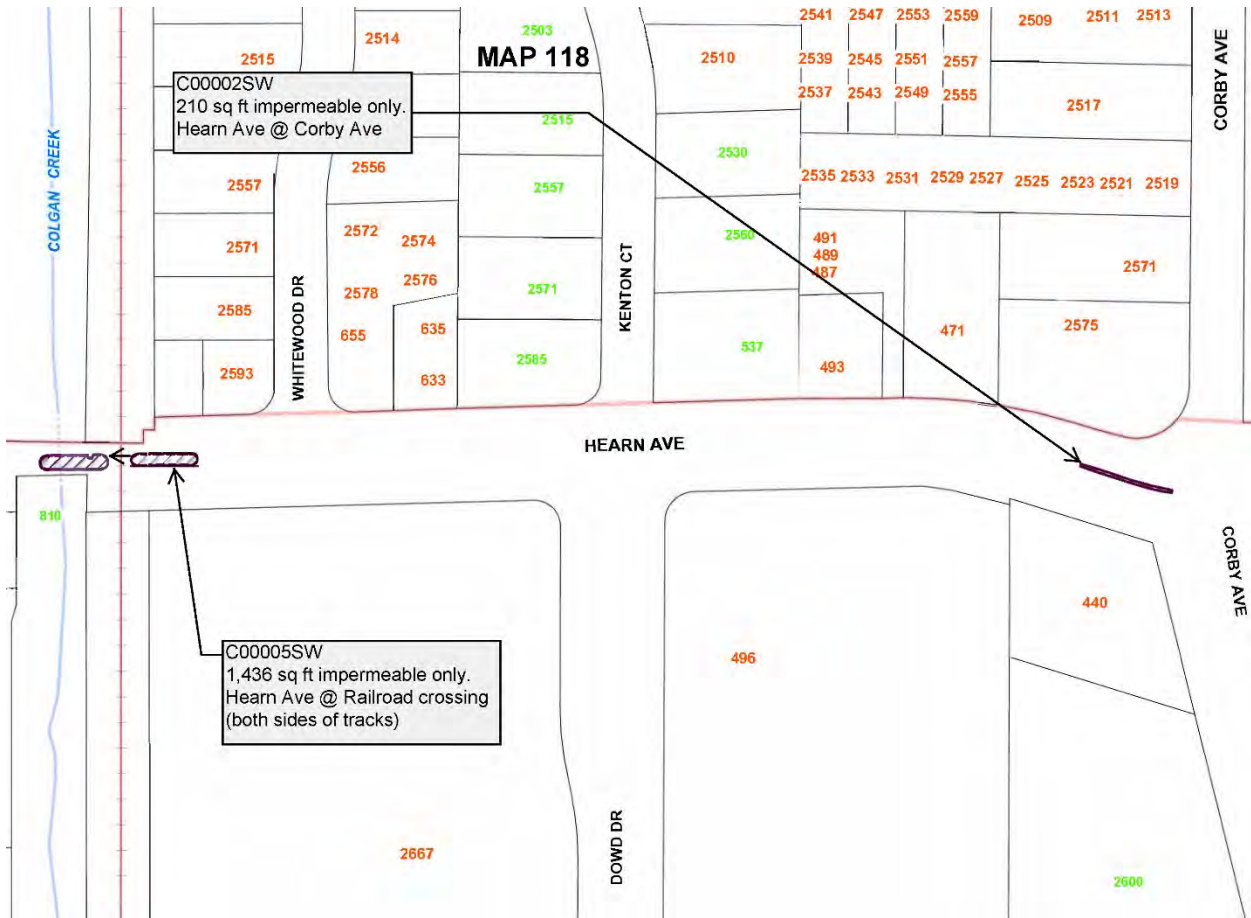 2541 2547 2553 2559 2509 2511 2513
2503
2514
MAP 118
2515
2510
2539 2545 2551 2557
C00002SW
210 sq ft impermeable only.
Hearn Ave @ Corby Ave
2537 2543 2549 2555
2517
CORBY AVE
2515
2530
2556
2557
2557
2535 2533 2531 2529 2527 2525 2523 2521 2519
COLGAN CREEK
2572 2574
2560
491
489
487
2571
2571
2576
2578
2571
2585
KENTON CT
655
635
471
2575
WHITEWOOD DR
2593
633
2585
537
493
HEARN AVE
810
CORBY AVE
440
C00005SW
1,436 sq ft impermeable only.
Hearn Ave @ Railroad crossing
(both sides of tracks)
496
2667
DOWD DR
2600